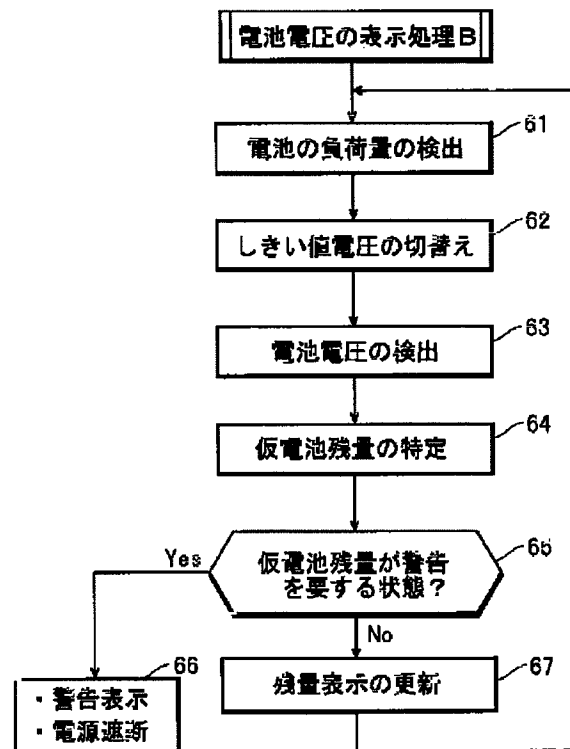 電池電圧の表示処理B
61
電池の負荷量の検出
62
しきい値電圧の切替え
63
電池電圧の検出
64
仮電池残量の特定
65
仮電池残量が警告
を要する状態?
Yes
No
66
・警告表示
・電源遮断
67
残量表示の更新